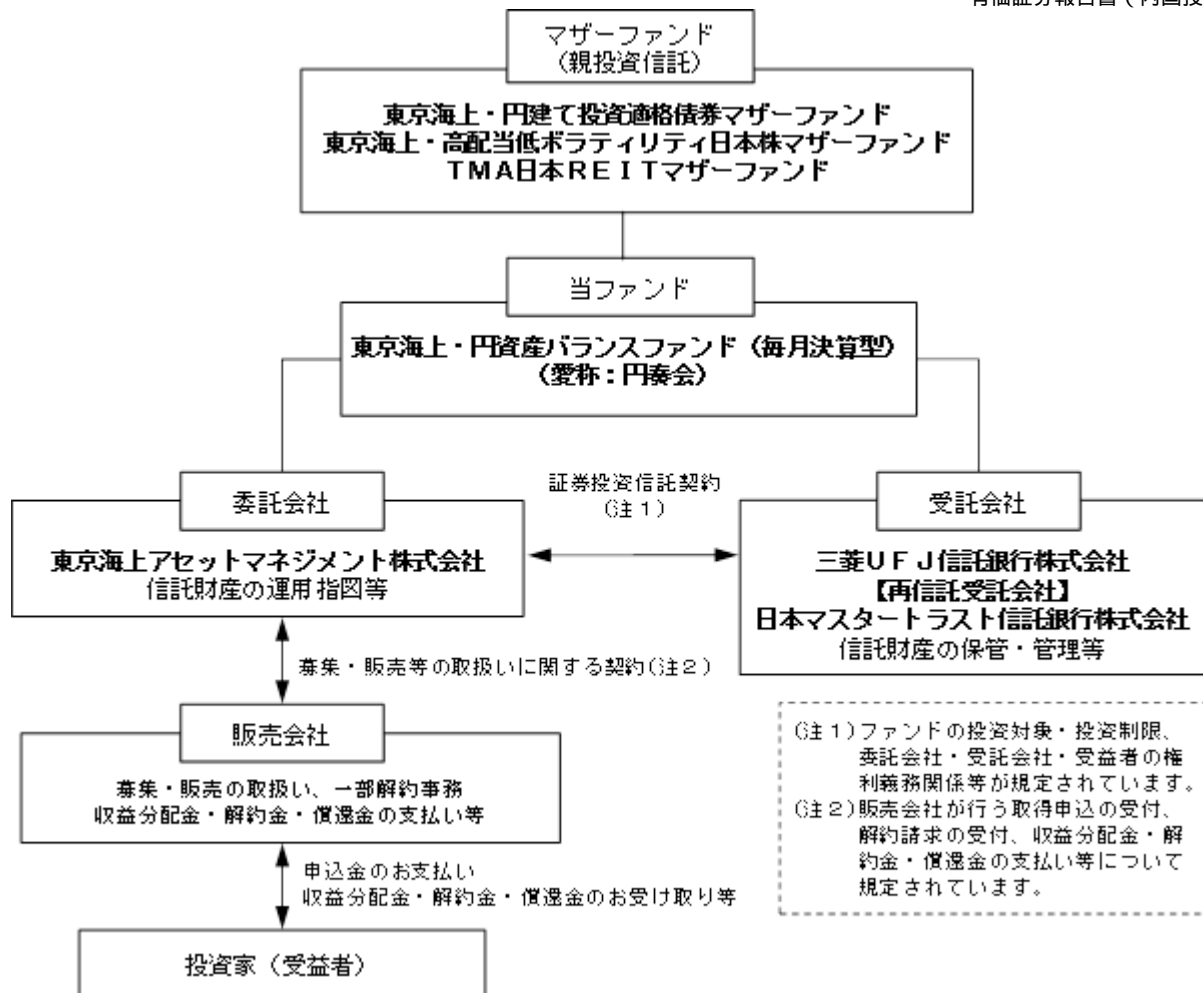 マザーファンド
(親投資信託)
東京海上・円建て投資適格債券マザーファンド
東京海上・高配当低ボラティリティ日本株マザーファンド
TMA日本REITマザーファンド
当ファンド
東京海上・円資産バランスファンド(毎月決算型)
(愛称:円奏会)
委託会社
東京海上アセットマネジメント株式会社
信託財産の運用指図等
証券投資信託契約
(注1)
受託会社
三菱UFJ信託銀行株式会社
【再信託受託会社】
日本マスタートラスト信託銀行株式会社
信託財産の保管・管理等
募集・販売等の取扱いに関する契約(注2)
販売会社
募集・販売の取扱い、一部解約事務
収益分配金・解約金・償還金の支払い等
申込金のお支払い
収益分配金・解約金・償還金のお受け取り等
投資家(受益者)
(注1)ファンドの投資対象・投資制限、
委託会社・受託会社・受益者の権
利義務関係等が規定されています。
(注2)販売会社が行う取得申込の受付、
解約請求の受付、収益分配金・解
約金・償還金の支払い等について
規定されています。